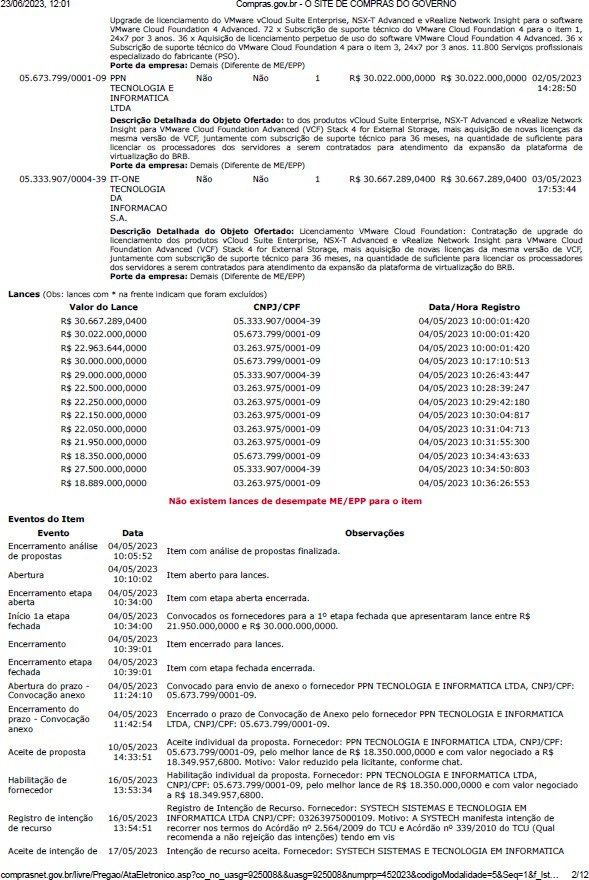 23/06/2023, 12:01 Compras.gov.br - O SITE DE COMPRAS DO GOVERNO
Upgrade de licenciamento do VMware vCloud Suite Enterprise, NSX-T Advanced e vRealize Network Insight para o software
VMware Cloud Foundation 4 Advanced. 72 x Subscrição de suporte técnico do VMware Cloud Foundation 4 para o item 1,
24x7 por 3 anos. 36 x Aquisição de licenciamento perpetuo de uso do software VMware Cloud Foundation 4 Advanced. 36 x
Subscrição de suporte técnico do VMware Cloud Foundation 4 para o item 3, 24x7 por 3 anos. 11.800 Serviços profissionais
especializado do fabricante (PSO).
Porte da empresa: Demais (Diferente de ME/EPP)
05.673.799/0001-09 PPN Não Não 1 R$ 30.022.000,0000 R$ 30.022.000,0000 02/05/2023
TECNOLOGIA E 14:28:50
INFORMATICA
LTDA
Descrição Detalhada do Objeto Ofertado: to dos produtos vCloud Suite Enterprise, NSX-T Advanced e vRealize Network
Insight para VMware Cloud Foundation Advanced (VCF) Stack 4 for External Storage, mais aquisição de novas licenças da
mesma versão de VCF, juntamente com subscrição de suporte técnico para 36 meses, na quantidade de suficiente para
licenciar os processadores dos servidores a serem contratados para atendimento da expansão da plataforma de
virtualização do BRB.
Porte da empresa: Demais (Diferente de ME/EPP)
05.333.907/0004-39 IT-ONE Não Não 1 R$ 30.667.289,0400 R$ 30.667.289,0400 03/05/2023
TECNOLOGIA 17:53:44
DA
INFORMACAO
S.A.
Descrição Detalhada do Objeto Ofertado: Licenciamento VMware Cloud Foundation: Contratação de upgrade do
licenciamento dos produtos vCloud Suite Enterprise, NSX-T Advanced e vRealize Network Insight para VMware Cloud
Foundation Advanced (VCF) Stack 4 for External Storage, mais aquisição de novas licenças da mesma versão de VCF,
juntamente com subscrição de suporte técnico para 36 meses, na quantidade de suficiente para licenciar os processadores
dos servidores a serem contratados para atendimento da expansão da plataforma de virtualização do BRB.
Porte da empresa: Demais (Diferente de ME/EPP)
Lances (Obs: lances com * na frente indicam que foram excluídos)
Valor do Lance CNPJ/CPF Data/Hora Registro
R$ 30.667.289,0400 05.333.907/0004-39 04/05/2023 10:00:01:420
R$ 30.022.000,0000 05.673.799/0001-09 04/05/2023 10:00:01:420
R$ 22.963.644,0000 03.263.975/0001-09 04/05/2023 10:00:01:420
R$ 30.000.000,0000 05.673.799/0001-09 04/05/2023 10:17:10:513
R$ 29.000.000,0000 05.333.907/0004-39 04/05/2023 10:26:43:447
R$ 22.500.000,0000 03.263.975/0001-09 04/05/2023 10:28:39:247
R$ 22.250.000,0000 03.263.975/0001-09 04/05/2023 10:29:42:180
R$ 22.150.000,0000 03.263.975/0001-09 04/05/2023 10:30:04:817
R$ 22.050.000,0000 03.263.975/0001-09 04/05/2023 10:31:04:713
R$ 21.950.000,0000 03.263.975/0001-09 04/05/2023 10:31:55:300
R$ 18.350.000,0000 05.673.799/0001-09 04/05/2023 10:34:43:633
R$ 27.500.000,0000 05.333.907/0004-39 04/05/2023 10:34:50:803
R$ 18.889.000,0000 03.263.975/0001-09 04/05/2023 10:36:26:553
Não existem lances de desempate ME/EPP para o item
Eventos do Item
Evento Data Observações
Encerramento análise 04/05/2023 Item com análise de propostas finalizada.
de propostas 10:05:52
Abertura 04/05/2023 Item aberto para lances.
10:10:02
Encerramento etapa 04/05/2023 Item com etapa aberta encerrada.
aberta 10:34:00
Início 1a etapa 04/05/2023 Convocados os fornecedores para a 1º etapa fechada que apresentaram lance entre R$
fechada 10:34:00 21.950.000,0000 e R$ 30.000.000,0000.
Encerramento 04/05/2023 Item encerrado para lances.
10:39:01
Encerramento etapa 04/05/2023 Item com etapa fechada encerrada.
fechada 10:39:01
Abertura do prazo - 04/05/2023 Convocado para envio de anexo o fornecedor PPN TECNOLOGIA E INFORMATICA LTDA, CNPJ/CPF:
Convocação anexo 11:24:10 05.673.799/0001-09.
Encerramento do
prazo - Convocação 04/05/2023 Encerrado o prazo de Convocação de Anexo pelo fornecedor PPN TECNOLOGIA E INFORMATICA
anexo 11:42:54 LTDA, CNPJ/CPF: 05.673.799/0001-09.
Aceite de proposta 10/05/2023 Aceite individual da proposta. Fornecedor: PPN TECNOLOGIA E INFORMATICA LTDA, CNPJ/CPF:
14:33:51 05.673.799/0001-09, pelo melhor lance de R$ 18.350.000,0000 e com valor negociado a R$
18.349.957,6800. Motivo: Valor reduzido pela licitante, conforme chat.
Habilitação de 16/05/2023 Habilitação individual da proposta. Fornecedor: PPN TECNOLOGIA E INFORMATICA LTDA,
fornecedor 13:53:34 CNPJ/CPF: 05.673.799/0001-09, pelo melhor lance de R$ 18.350.000,0000 e com valor negociado
a R$ 18.349.957,6800.
Registro de Intenção de Recurso. Fornecedor: SYSTECH SISTEMAS E TECNOLOGIA EM
Registro de intenção 16/05/2023 INFORMATICA LTDA CNPJ/CPF: 03263975000109. Motivo: A SYSTECH manifesta intenção de
de recurso 13:54:51 recorrer nos termos do Acórdão nº 2.564/2009 do TCU e Acórdão nº 339/2010 do TCU (Qual
recomenda a não rejeição das intenções) tendo em vis
Aceite de intenção de 17/05/2023 Intenção de recurso aceita. Fornecedor: SYSTECH SISTEMAS E TECNOLOGIA EM INFORMATICA
comprasnet.gov.br/livre/Pregao/AtaEletronico.asp?co_no_uasg=925008&&uasg=925008&numprp=452023&codigoModalidade=5&Seq=1&f_lst... 2/12